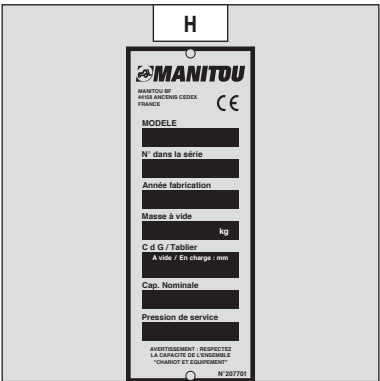 H
MANITOU
MANITOU BF
44158 ANCENIS CEDEX
FRANCE
CE
MODELE
N° dans la série
Année fabrication
Masse à vide
kg
C d G / Tablier
A vide / En charge : mm
Cap. Nominale
Pression de service
AVERTISSEMENT : RESPECTEZ
LA CAPACITE DE L'ENSEMBLE
"CHARIOT ET EQUIPEMENT"
N°207701